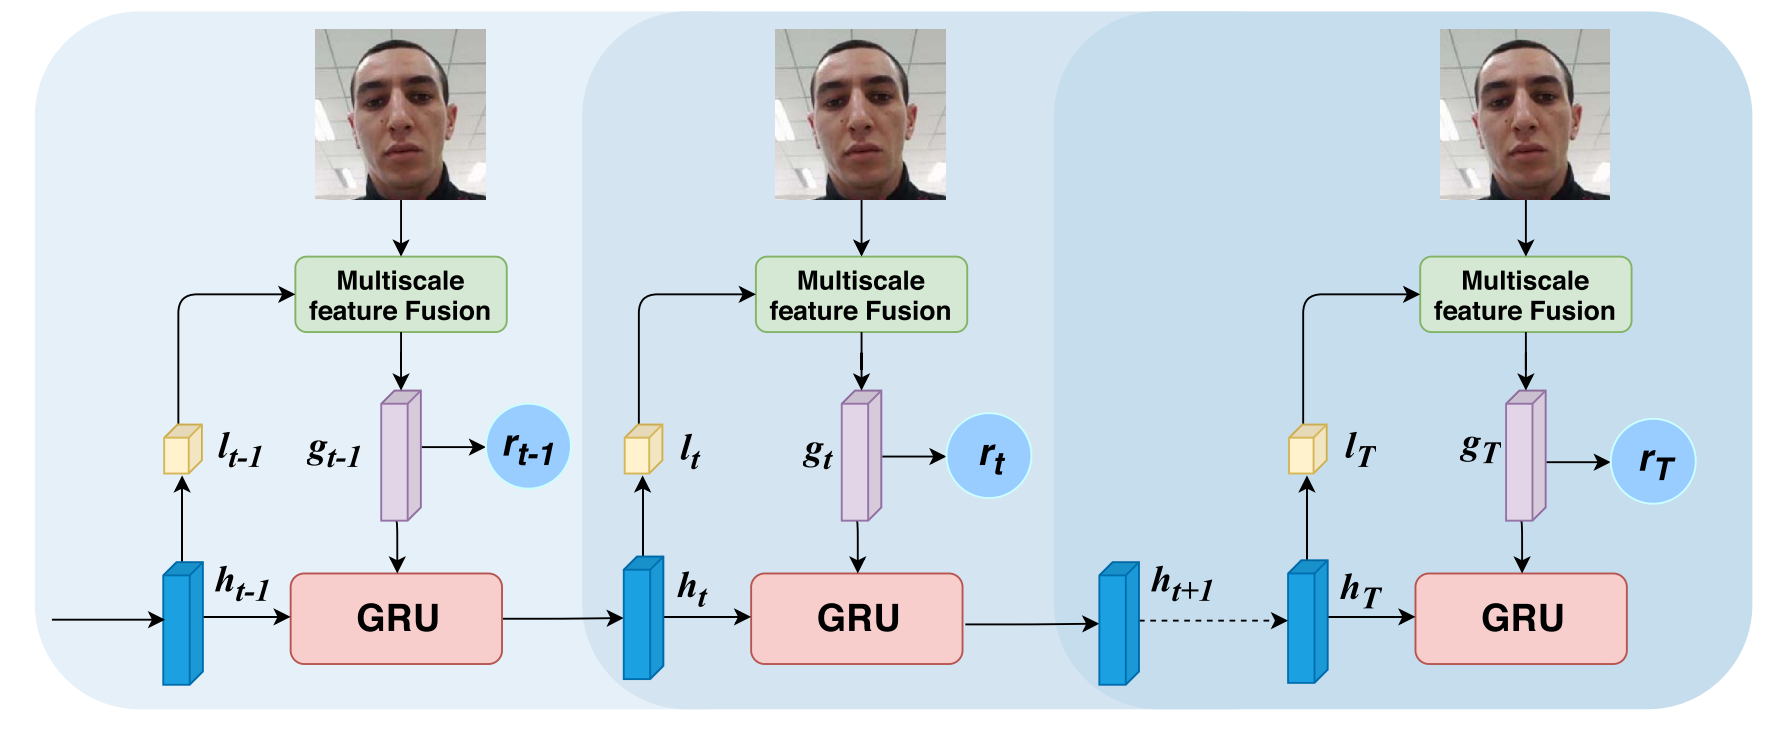 Multiscale
feature Fusion
Multiscale
feature Fusion
Multiscale
feature Fusion
l_{t-1}
g_{t-1}
r_{t-1}
l_t
g_t
r_t
l_T
g_T
r_T
h_{t-1}
GRU
h_t
GRU
h_{t+1}
h_T
GRU